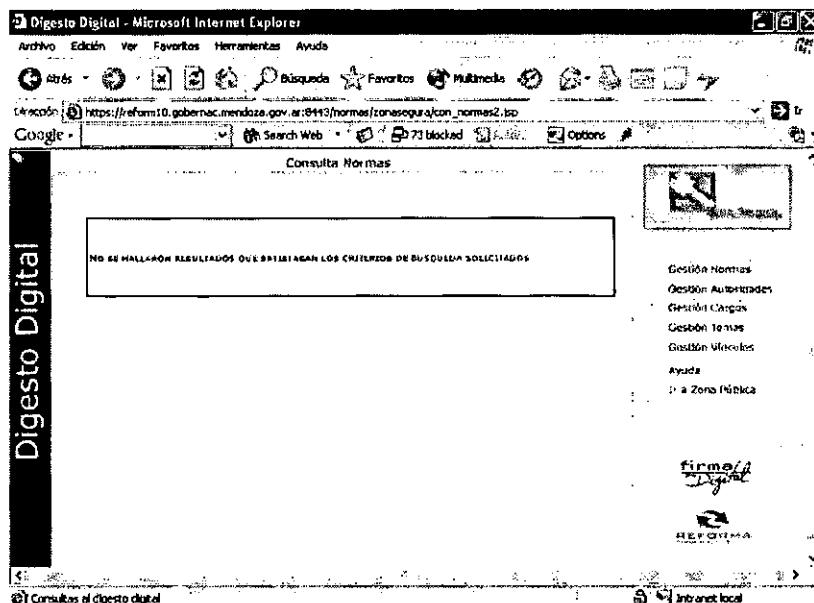 Digesto Digital - Microsoft Internet Explorer
Archivo Edición Ver Favoritos Herramientas Ayuda
Atrás Búsqueda Favoritos Multimedia
Dirección https://reform10.gobernac.mendoza.gov.ar:8443/normas/zonasegura/con_normas2.jsp Ir
Google Search Web 73 blocked Options
Consulta Normas
Digesto Digital
NO SE HALLARON RESULTADOS QUE SATISFAGAN LOS CRITERIOS DE BUSQUEDA SOLICITADOS
Gestión Normas
Gestión Autoridades
Gestión Cargos
Gestión Temas
Gestión Vínculos
Ayuda
Ir a Zona Pública
firma
Digital
REFORMA
Consultas al digesto digital Intranet local